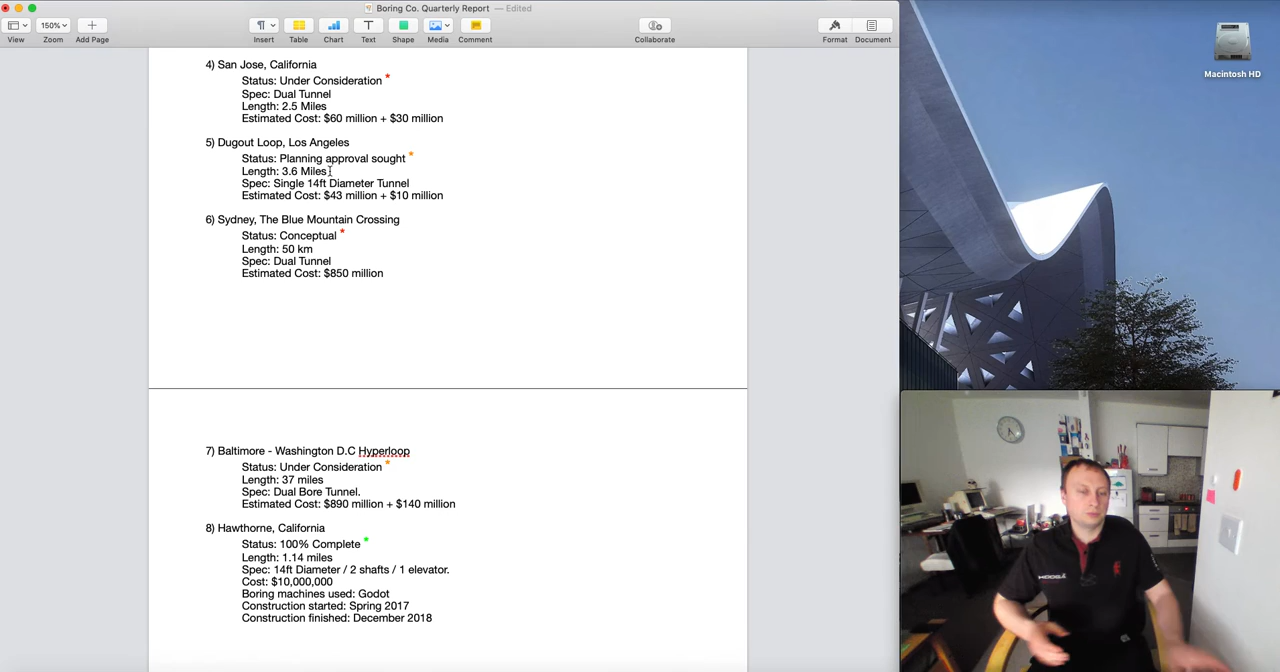 Boring Co. Quarterly Report — Edited
150%
View
Zoom
Add Page
Insert
Table
Chart
Text
Shape
Media
Comment
Collaborate
Format
Document
Macintosh HD
4) San Jose, California
Status: Under Consideration *
Spec: Dual Tunnel
Length: 2.5 Miles
Estimated Cost: $60 million + $30 million
5) Dugout Loop, Los Angeles
Status: Planning approval sought *
Length: 3.6 Miles
Spec: Single 14ft Diameter Tunnel
Estimated Cost: $43 million + $10 million
6) Sydney, The Blue Mountain Crossing
Status: Conceptual *
Length: 50 km
Spec: Dual Tunnel
Estimated Cost: $850 million
7) Baltimore - Washington D.C Hyperloop
Status: Under Consideration *
Length: 37 miles
Spec: Dual Bore Tunnel.
Estimated Cost: $890 million + $140 million
8) Hawthorne, California
Status: 100% Complete *
Length: 1.14 miles
Spec: 14ft Diameter / 2 shafts / 1 elevator.
Cost: $10,000,000
Boring machines used: Godot
Construction started: Spring 2017
Construction finished: December 2018